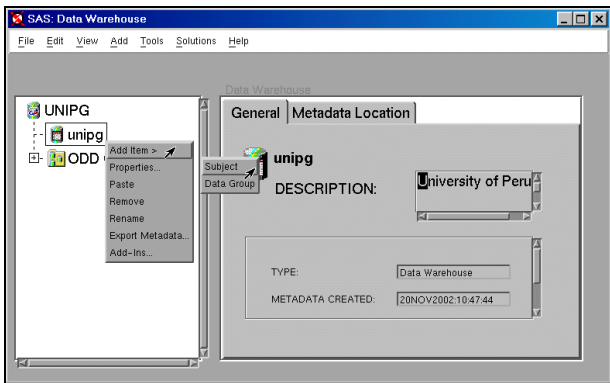 SAS: Data Warehouse
File Edit View Add Tools Solutions Help
Data Warehouse
UNIPG
unipg
ODD
Add Item >
Properties...
Paste
Remove
Rename
Export Metadata...
Add-Ins...
Subject
Data Group
General
Metadata Location
unipg
DESCRIPTION:
University of Peru
TYPE:
Data Warehouse
METADATA CREATED:
20NOV2002:10:47:44